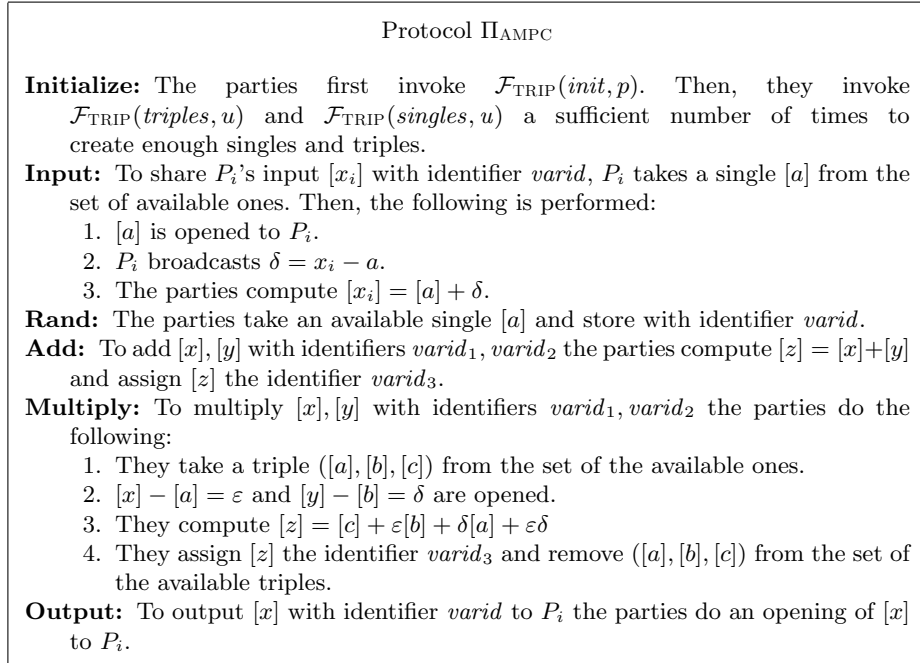 Protocol Π_AMPC
Initialize: The parties first invoke F_TRIP(init, p). Then, they invoke
F_TRIP(triples, u) and F_TRIP(singles, u) a sufficient number of times to
create enough singles and triples.
Input: To share P_i's input [x_i] with identifier varid, P_i takes a single [a] from the
set of available ones. Then, the following is performed:
1. [a] is opened to P_i.
2. P_i broadcasts δ = x_i − a.
3. The parties compute [x_i] = [a] + δ.
Rand: The parties take an available single [a] and store with identifier varid.
Add: To add [x], [y] with identifiers varid_1, varid_2 the parties compute [z] = [x]+[y]
and assign [z] the identifier varid_3.
Multiply: To multiply [x], [y] with identifiers varid_1, varid_2 the parties do the
following:
1. They take a triple ([a], [b], [c]) from the set of the available ones.
2. [x] − [a] = ε and [y] − [b] = δ are opened.
3. They compute [z] = [c] + ε[b] + δ[a] + εδ
4. They assign [z] the identifier varid_3 and remove ([a], [b], [c]) from the set of
the available triples.
Output: To output [x] with identifier varid to P_i the parties do an opening of [x]
to P_i.